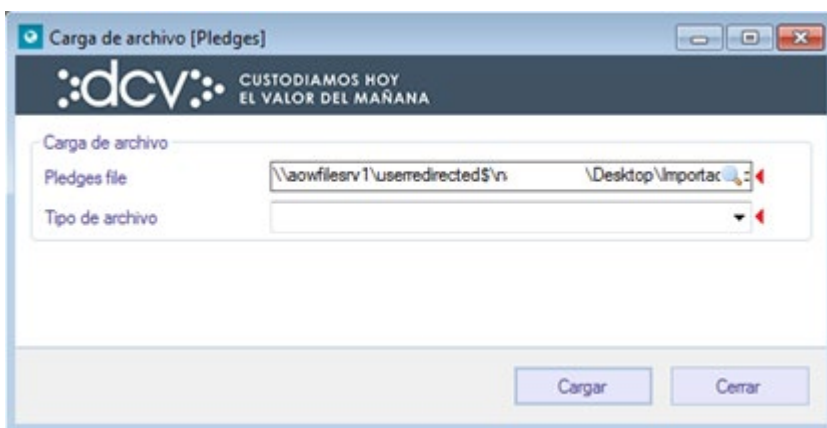 Carga de archivo [Pledges]
dcv CUSTODIAMOS HOY
EL VALOR DEL MAÑANA
Carga de archivo
Pledges file \\aowfilesrv1\userredirected$\n \Desktop\Importac
Tipo de archivo
Cargar Cerrar